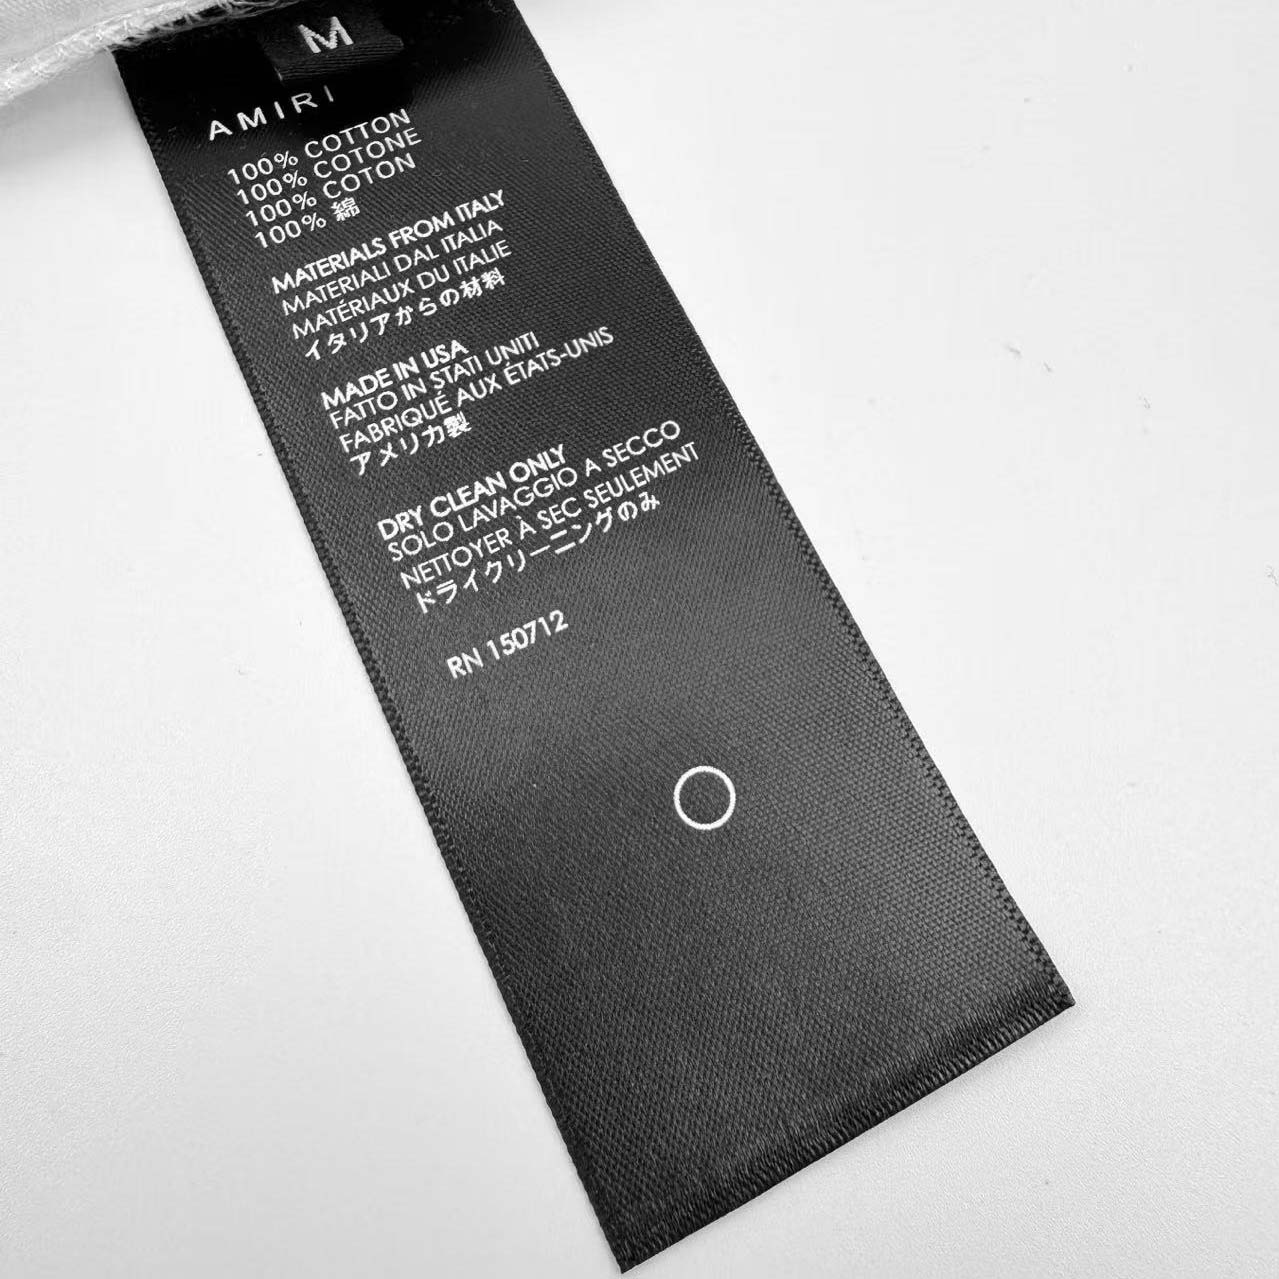 M
AMIRI
100% COTTON
100% COTONE
100% COTON
100% 綿
MATERIALS FROM ITALY
MATERIALI DAL ITALIA
MATÉRIAUX DU ITALIE
イタリアからの材料
MADE IN USA
FATTO IN STATI UNITI
FABRIQUÉ AUX ÉTATS-UNIS
アメリカ製
DRY CLEAN ONLY
SOLO LAVAGGIO A SECCO
NETTOYER À SEC SEULEMENT
ドライクリーニングのみ
RN 150712